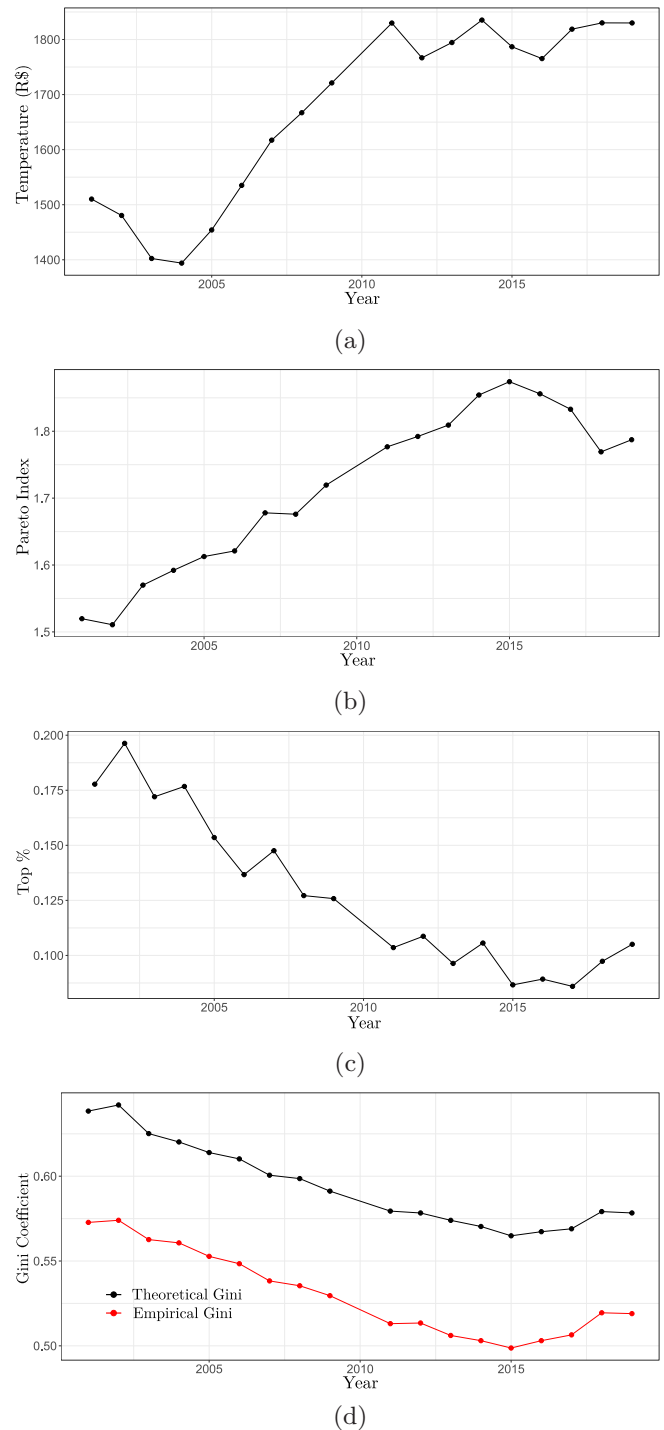 1800
1700
1600
1500
1400
Temperature (R$)
2005 2010 2015
Year
(a)
1.8
1.7
1.6
1.5
Pareto Index
2005 2010 2015
Year
(b)
0.200
0.175
0.150
0.125
0.100
Top %
2005 2010 2015
Year
(c)
0.60
0.55
0.50
Gini Coefficient
Theoretical Gini
Empirical Gini
2005 2010 2015
Year
(d)